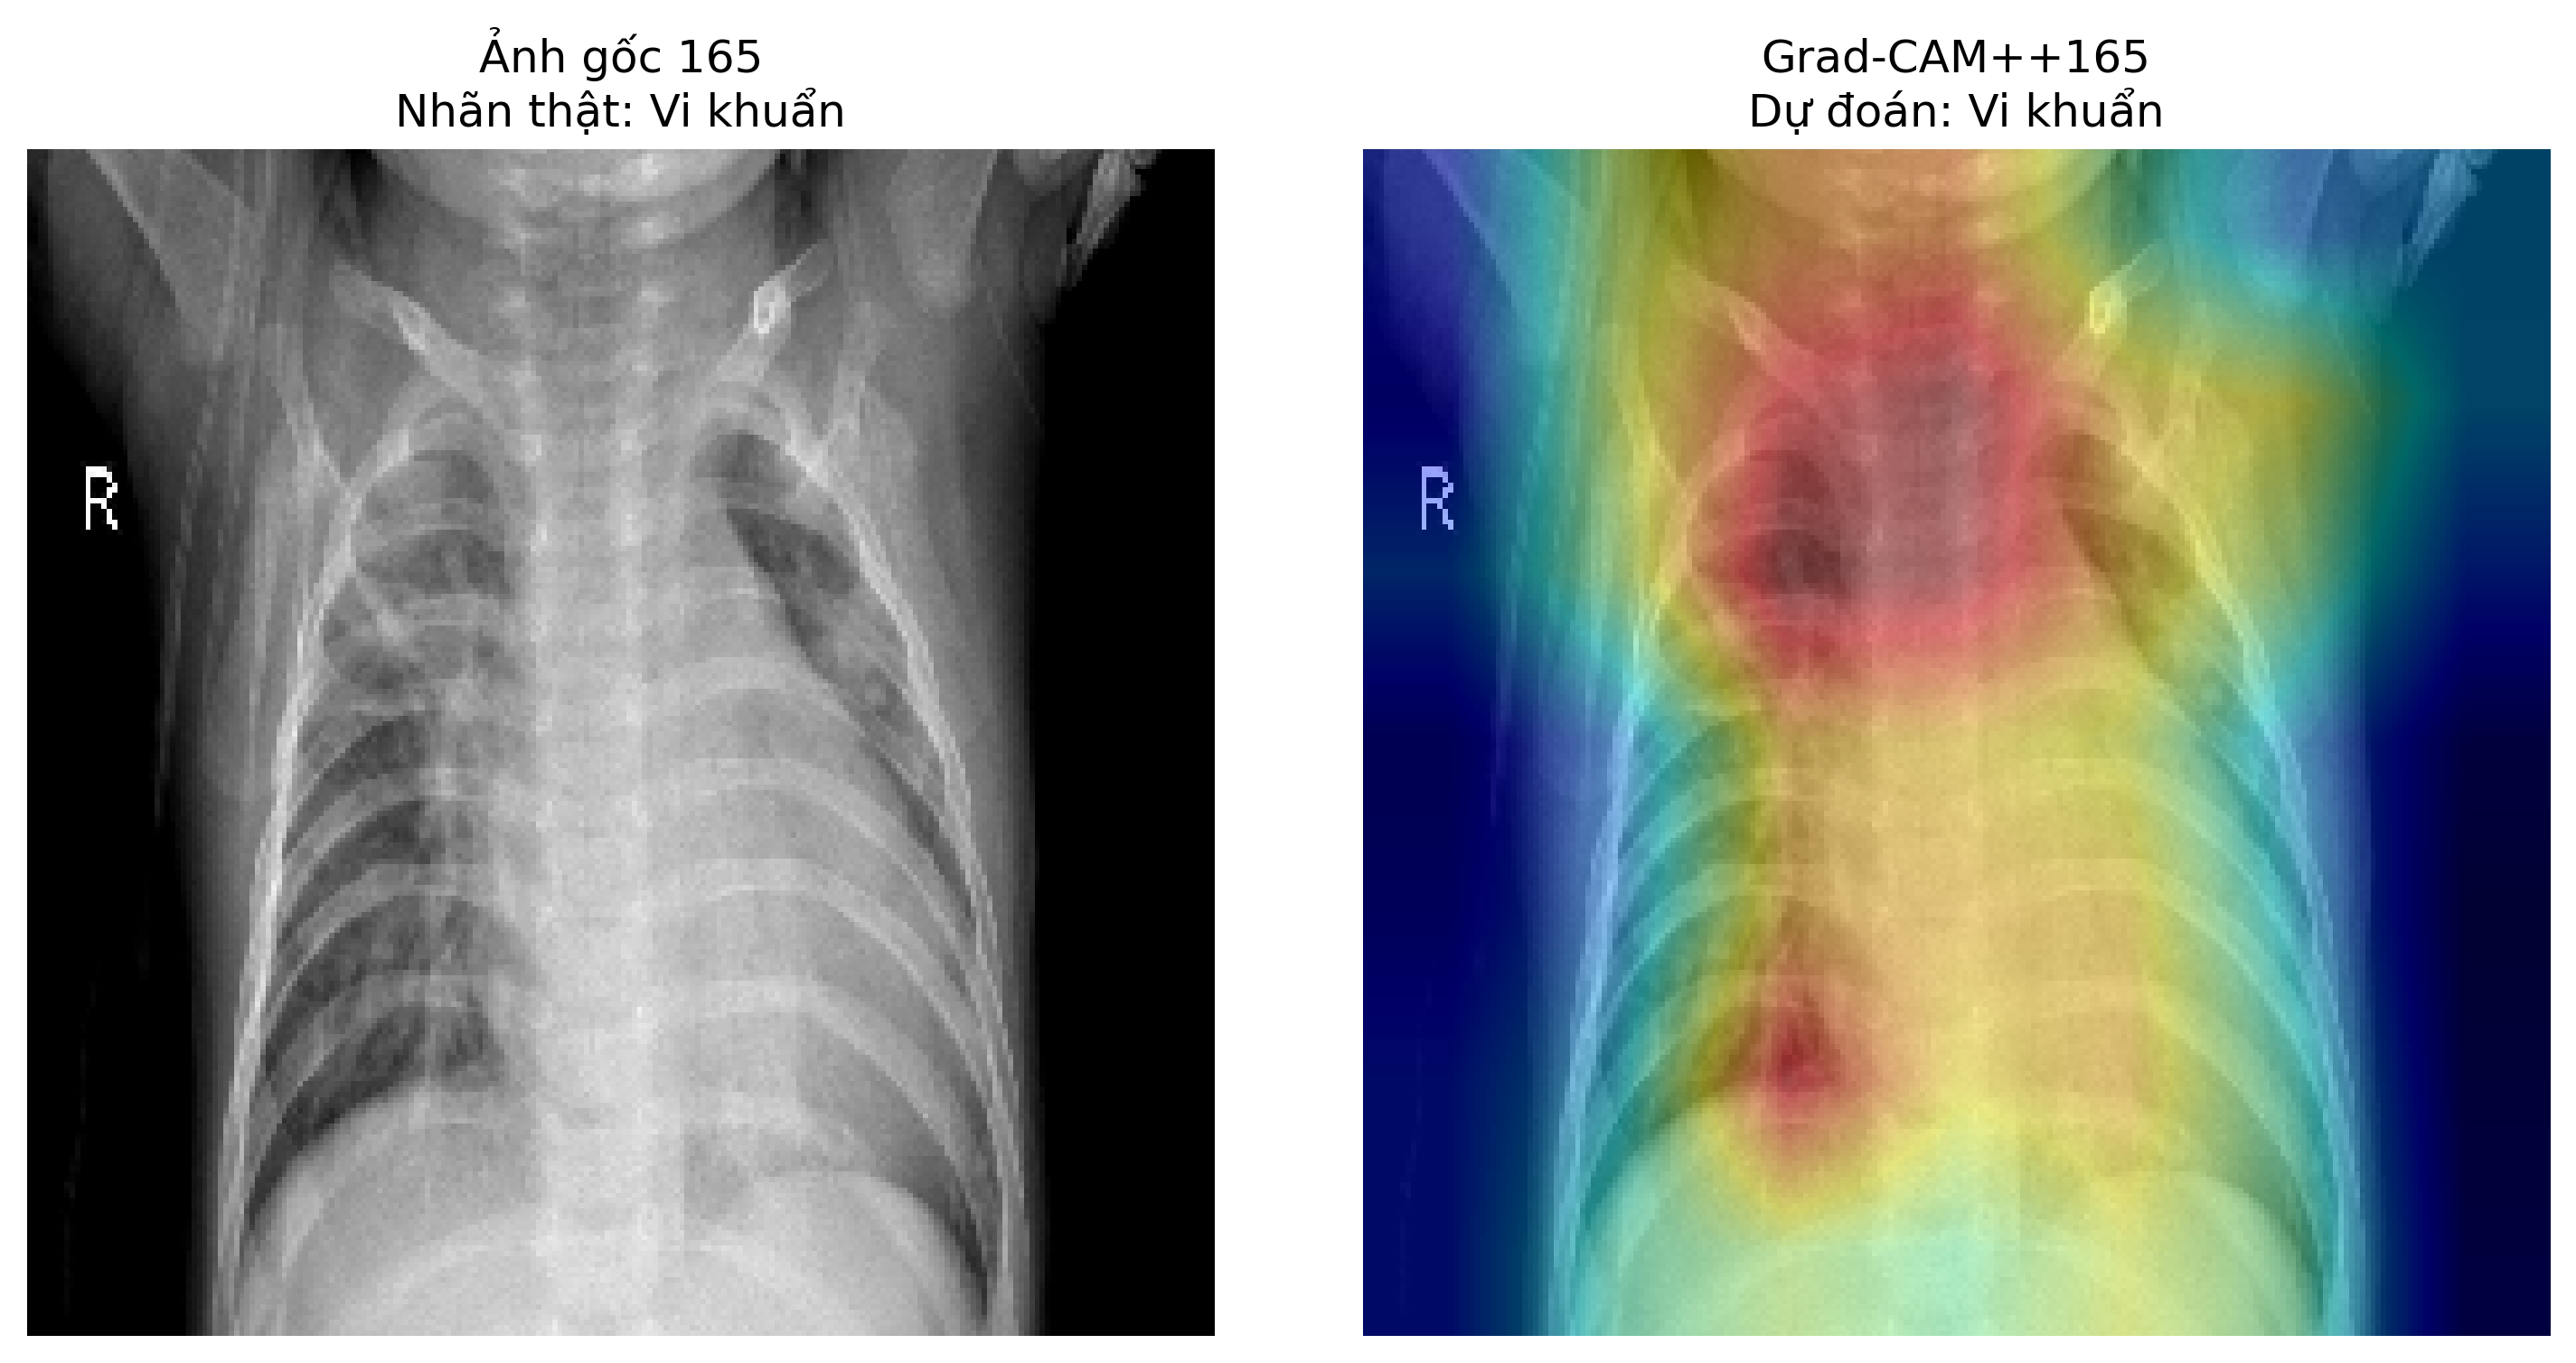 Ảnh gốc 165
Nhãn thật: Vi khuẩn
Grad-CAM++165
Dự đoán: Vi khuẩn
R
R